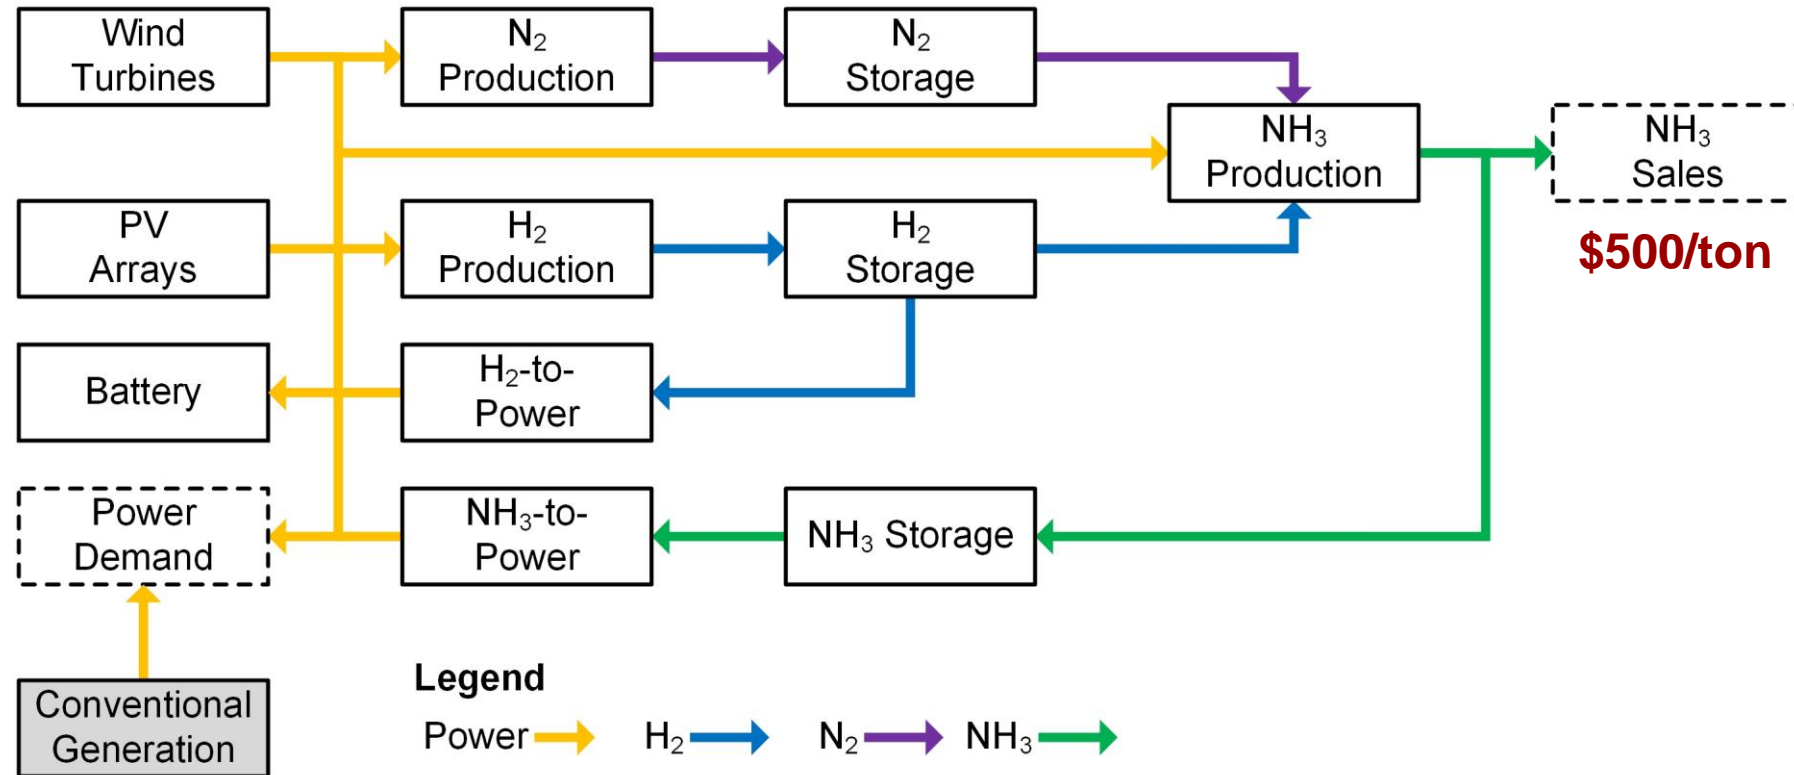 Wind
Turbines
N₂
Production
N₂
Storage
NH₃
Production
NH₃
Sales
$500/ton
PV
Arrays
H₂
Production
H₂
Storage
Battery
H₂-to-
Power
Power
Demand
NH₃-to-
Power
NH₃ Storage
Conventional
Generation
Legend
Power
H₂
N₂
NH₃